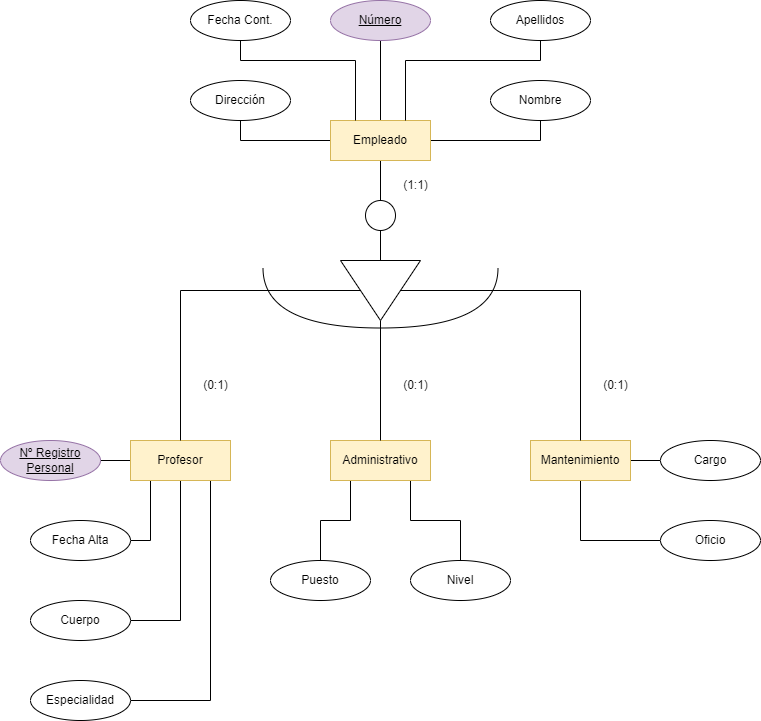 Fecha Cont.
Número
Apellidos
Dirección
Nombre
Empleado
(1:1)
(0:1)
(0:1)
(0:1)
Nº Registro
Personal
Profesor
Administrativo
Mantenimiento
Cargo
Fecha Alta
Oficio
Puesto
Nivel
Cuerpo
Especialidad